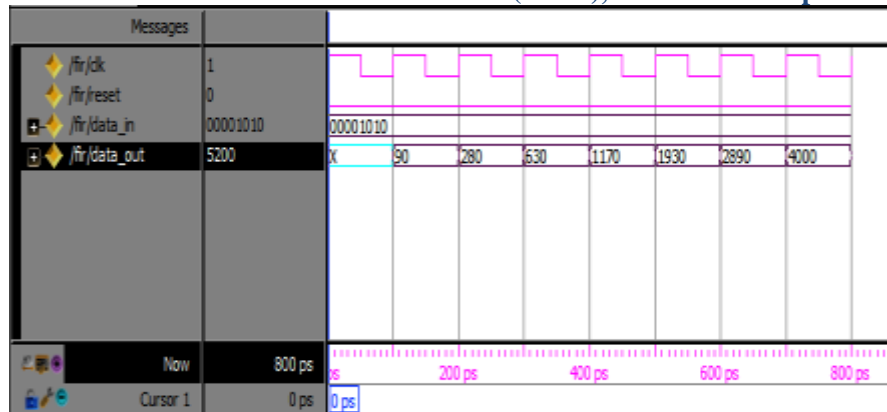 Messages
/fir/clk 1
/fir/reset 0
/fir/data_in 00001010 00001010
/fir/data_out 5200 X 90 280 630 1170 1930 2890 4000
Now 800 ps ps 200 ps 400 ps 600 ps 800 ps
Cursor 1 0 ps 0 ps